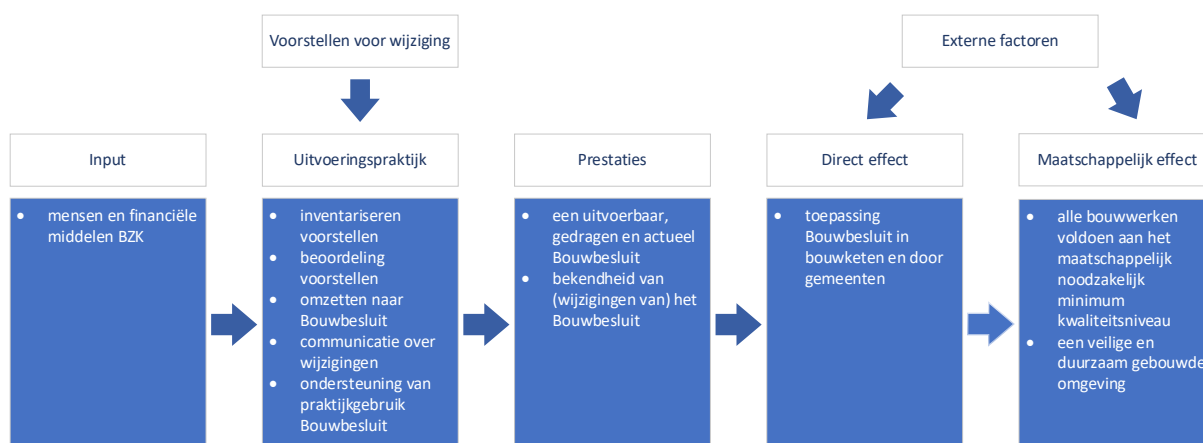 Voorstellen voor wijziging
Externe factoren
Input
Uitvoeringspraktijk
Prestaties
Direct effect
Maatschappelijk effect
• mensen en financiële
middelen BZK
• inventariseren
voorstellen
• beoordeling
voorstellen
• omzetten naar
Bouwbesluit
• communicatie over
wijzigingen
• ondersteuning van
praktijkgebruik
Bouwbesluit
• een uitvoerbaar,
gedragen en actueel
Bouwbesluit
• bekendheid van
(wijzigingen van) het
Bouwbesluit
• toepassing
Bouwbesluit in
bouwketen en door
gemeenten
• alle bouwwerken
voldoen aan het
maatschappelijk
noodzakelijk
minimum
kwaliteitsniveau
• een veilige en
duurzaam gebouwde
omgeving